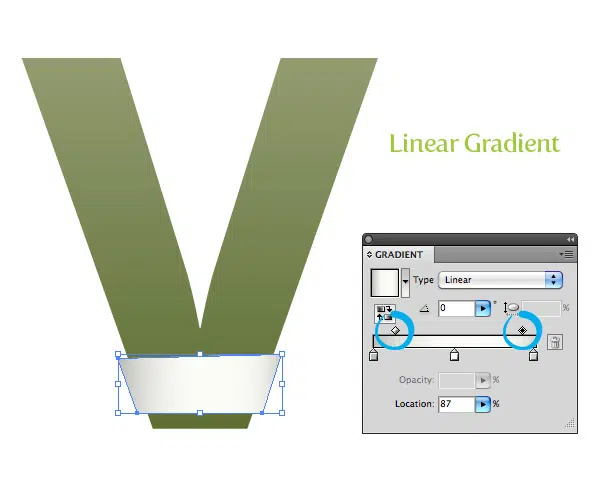 V
Linear Gradient
GRADIENT
Type Linear
0 ° %
Opacity: %
Location: 87 %